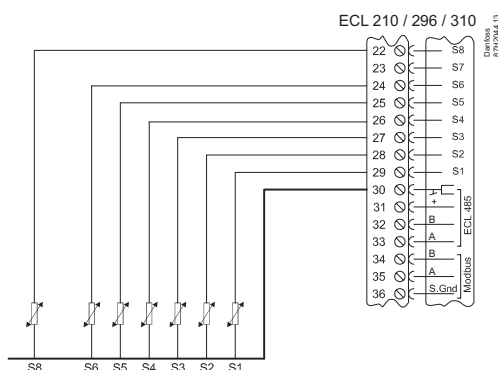 ECL 210 / 296 / 310
Danfoss
87H2044.13
22 S8
23 S7
24 S6
25 S5
26 S4
27 S3
28 S2
29 S1
30
31 +
32 B
33 A
ECL 485
34 B
35 A
36 S.Gnd
Modbus
S8 S6 S5 S4 S3 S2 S1